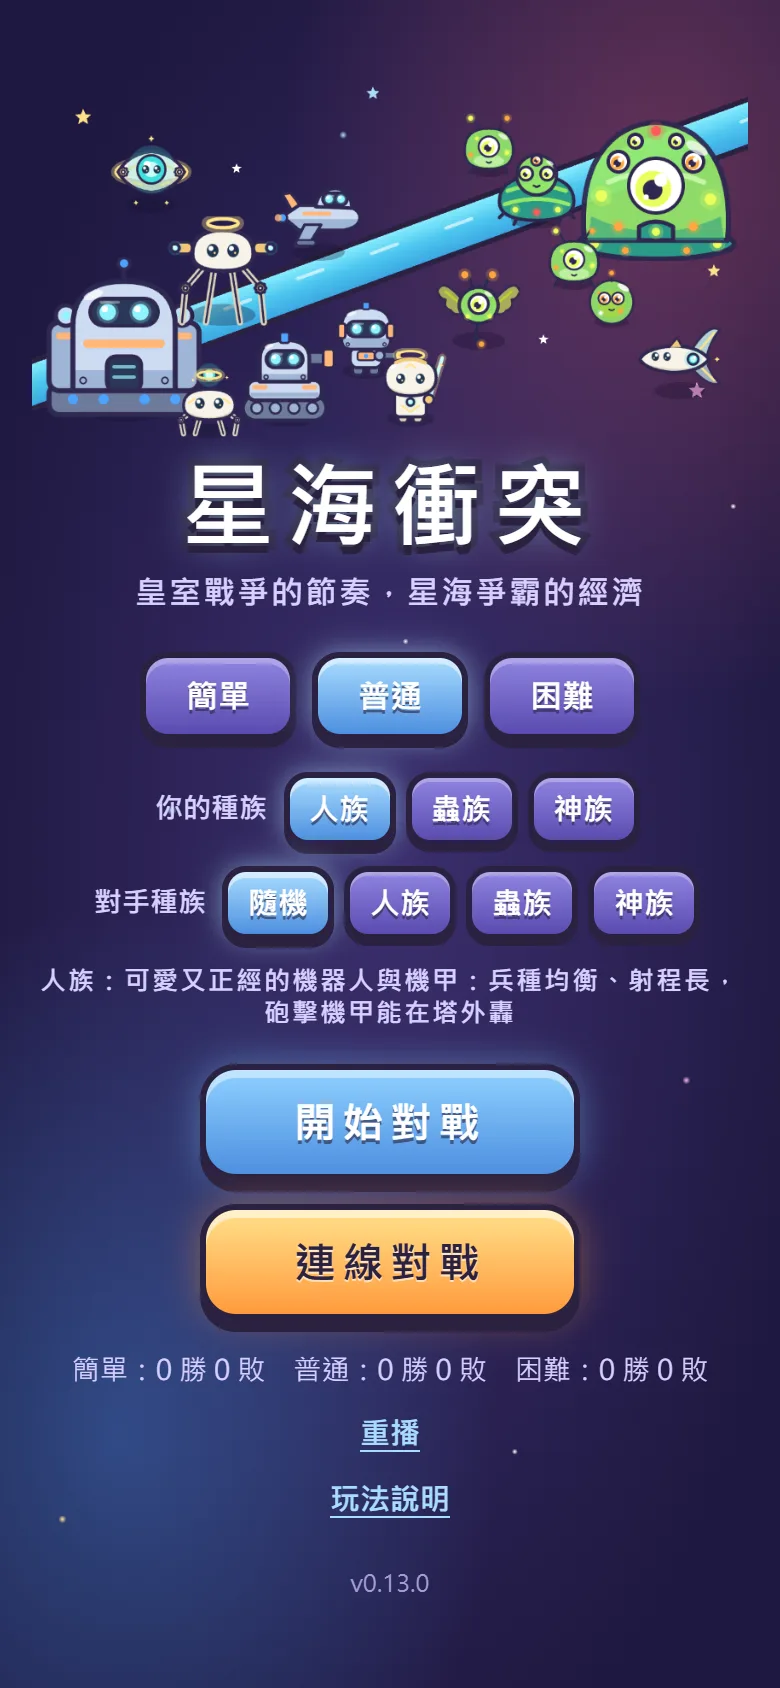 星海衝突
皇室戰爭的節奏，星海爭霸的經濟
簡單 普通 困難
你的種族 人族 蟲族 神族
對手種族 隨機 人族 蟲族 神族
人族：可愛又正經的機器人與機甲：兵種均衡、射程長，
砲擊機甲能在塔外轟
開始對戰
連線對戰
簡單：0 勝 0 敗 普通：0 勝 0 敗 困難：0 勝 0 敗
重播
玩法說明
v0.13.0